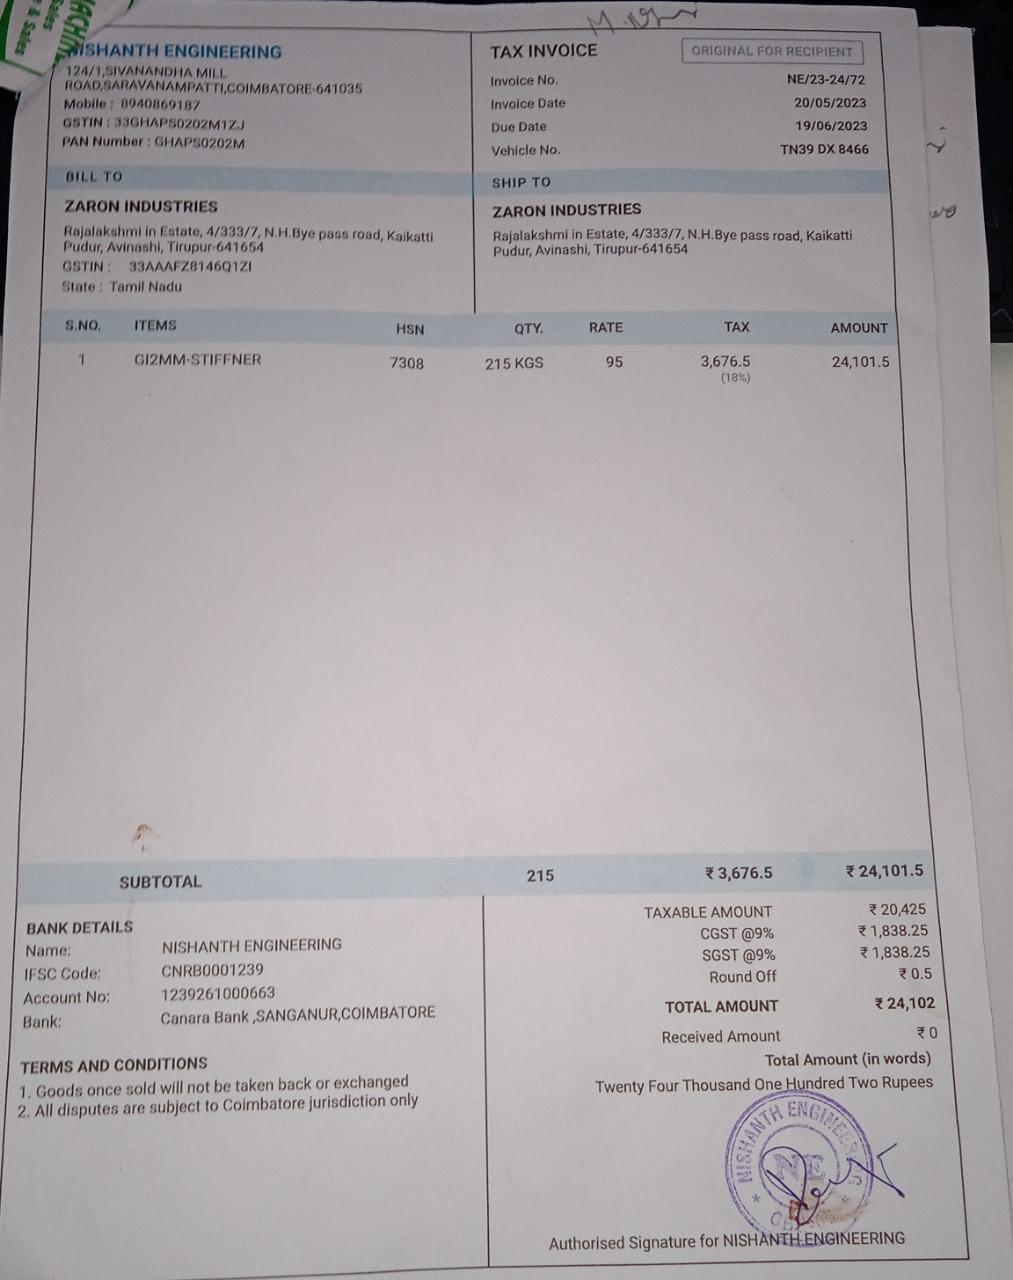 MACHINE
Sales
e & Sales
NISHANTH ENGINEERING
124/1,SIVANANDHA MILL
ROAD,SARAVANAMPATTI,COIMBATORE-641035
Mobile : 8940869187
GSTIN : 33GHAPS0202M1ZJ
PAN Number : GHAPS0202M
TAX INVOICE
ORIGINAL FOR RECIPIENT
Invoice No. NE/23-24/72
Invoice Date 20/05/2023
Due Date 19/06/2023
Vehicle No. TN39 DX 8466
BILL TO
ZARON INDUSTRIES
Rajalakshmi in Estate, 4/333/7, N.H.Bye pass road, Kaikatti
Pudur, Avinashi, Tirupur-641654
GSTIN : 33AAAFZ8146Q1ZI
State : Tamil Nadu
SHIP TO
ZARON INDUSTRIES
Rajalakshmi in Estate, 4/333/7, N.H.Bye pass road, Kaikatti
Pudur, Avinashi, Tirupur-641654
S.NO. ITEMS HSN QTY. RATE TAX AMOUNT
1 GI2MM-STIFFNER 7308 215 KGS 95 3,676.5 24,101.5
(18%)
SUBTOTAL 215 ₹ 3,676.5 ₹ 24,101.5
BANK DETAILS
Name: NISHANTH ENGINEERING
IFSC Code: CNRB0001239
Account No: 1239261000663
Bank: Canara Bank ,SANGANUR,COIMBATORE
TERMS AND CONDITIONS
1. Goods once sold will not be taken back or exchanged
2. All disputes are subject to Coimbatore jurisdiction only
TAXABLE AMOUNT ₹ 20,425
CGST @9% ₹ 1,838.25
SGST @9% ₹ 1,838.25
Round Off ₹ 0.5
TOTAL AMOUNT ₹ 24,102
Received Amount ₹ 0
Total Amount (in words)
Twenty Four Thousand One Hundred Two Rupees
NISHANTH ENGINEERING
NE
Authorised Signature for NISHANTH ENGINEERING